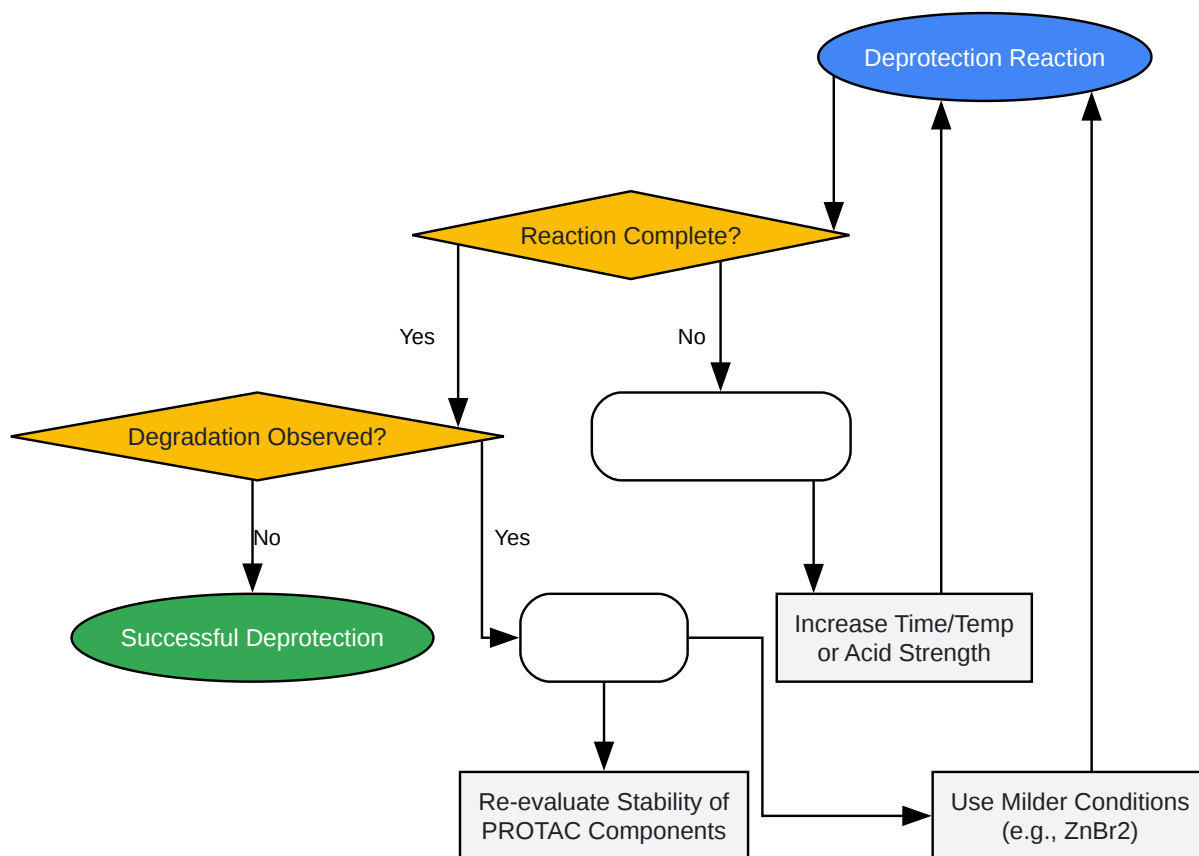 Deprotection Reaction
Reaction Complete?
Yes
No
Degradation Observed?
No
Yes
Successful Deprotection
Increase Time/Temp
or Acid Strength
Re-evaluate Stability of
PROTAC Components
Use Milder Conditions
(e.g., ZnBr2)